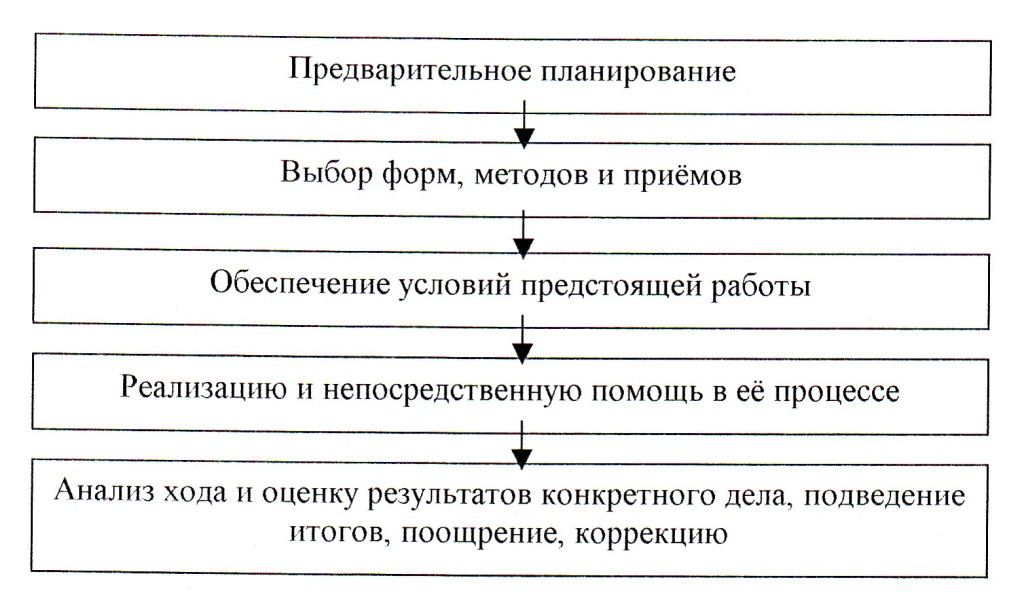 Предварительное планирование
Выбор форм, методов и приёмов
Обеспечение условий предстоящей работы
Реализацию и непосредственную помощь в её процессе
Анализ хода и оценку результатов конкретного дела, подведение
итогов, поощрение, коррекцию